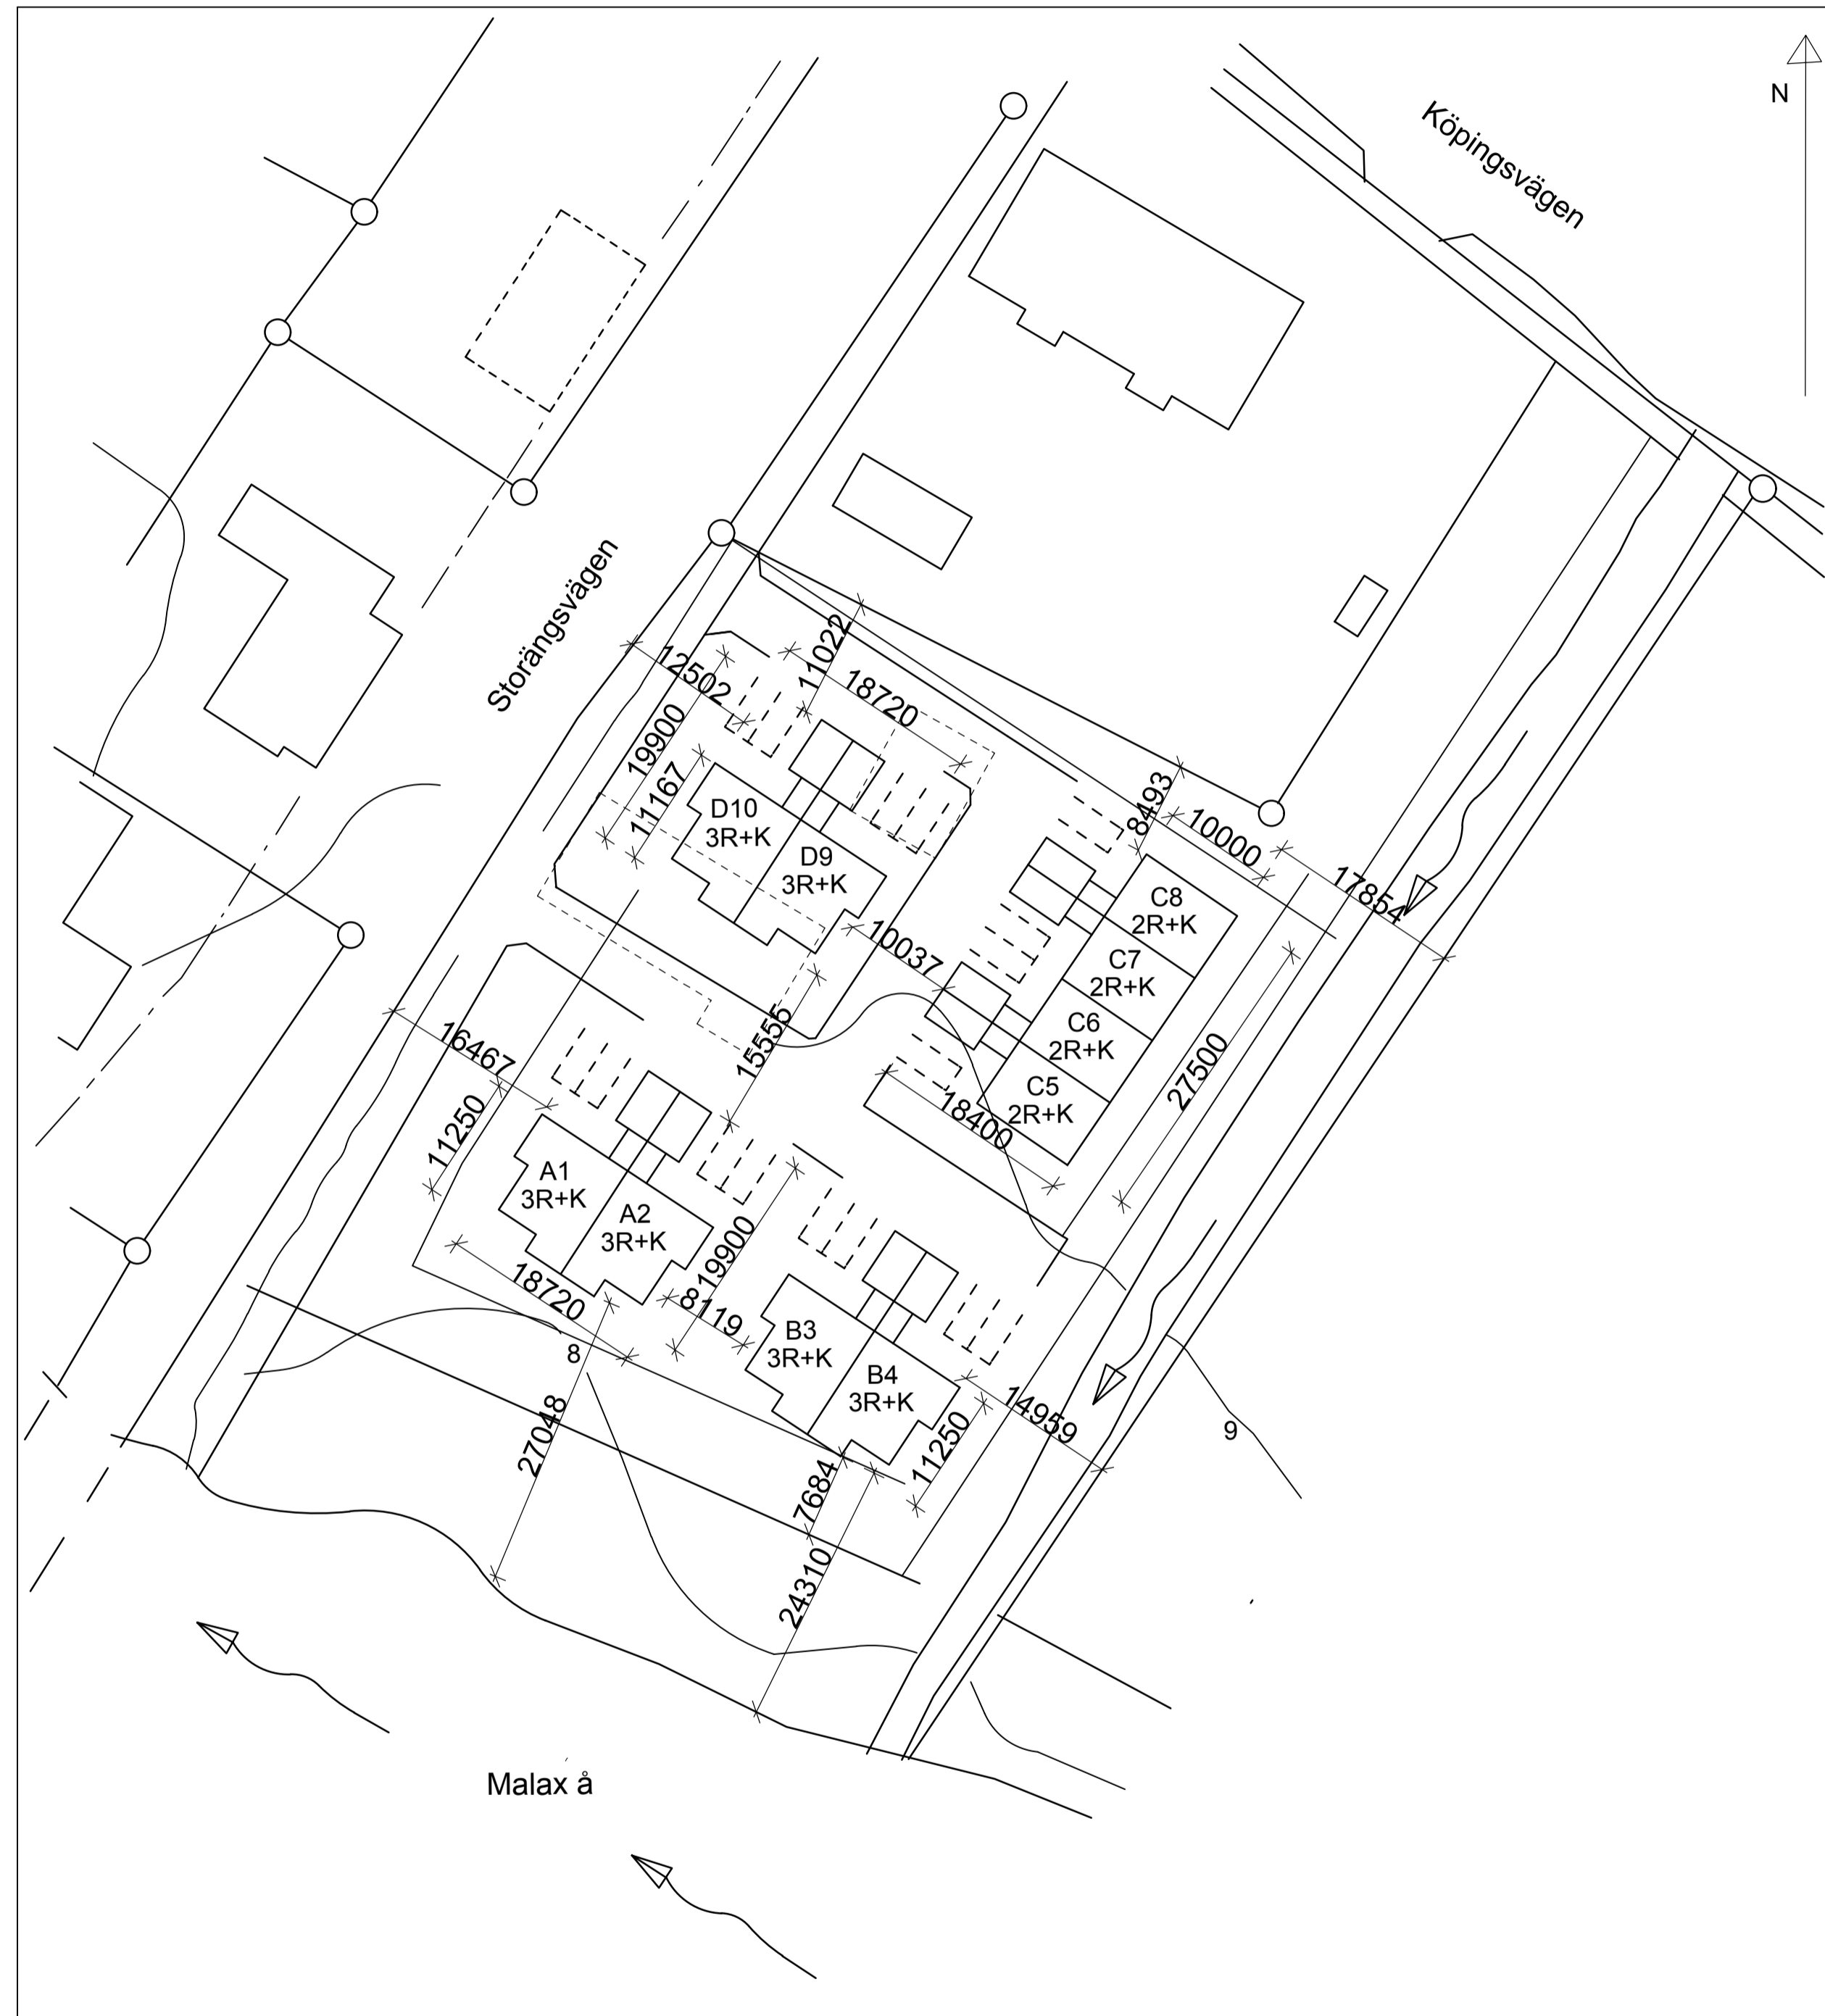 Köpingsvägen
N
Storängsvägen
11022
12502
18720
19900
11167
8493
10000
17854
D10
3R+K
D9
3R+K
C8
2R+K
C7
2R+K
C6
2R+K
C5
2R+K
10037
15555
27500
18400
16467
11250
A1
3R+K
A2
3R+K
19900
18720
8119
8
B3
3R+K
B4
3R+K
14959
11250
9
27048
7684
24310
Malax å